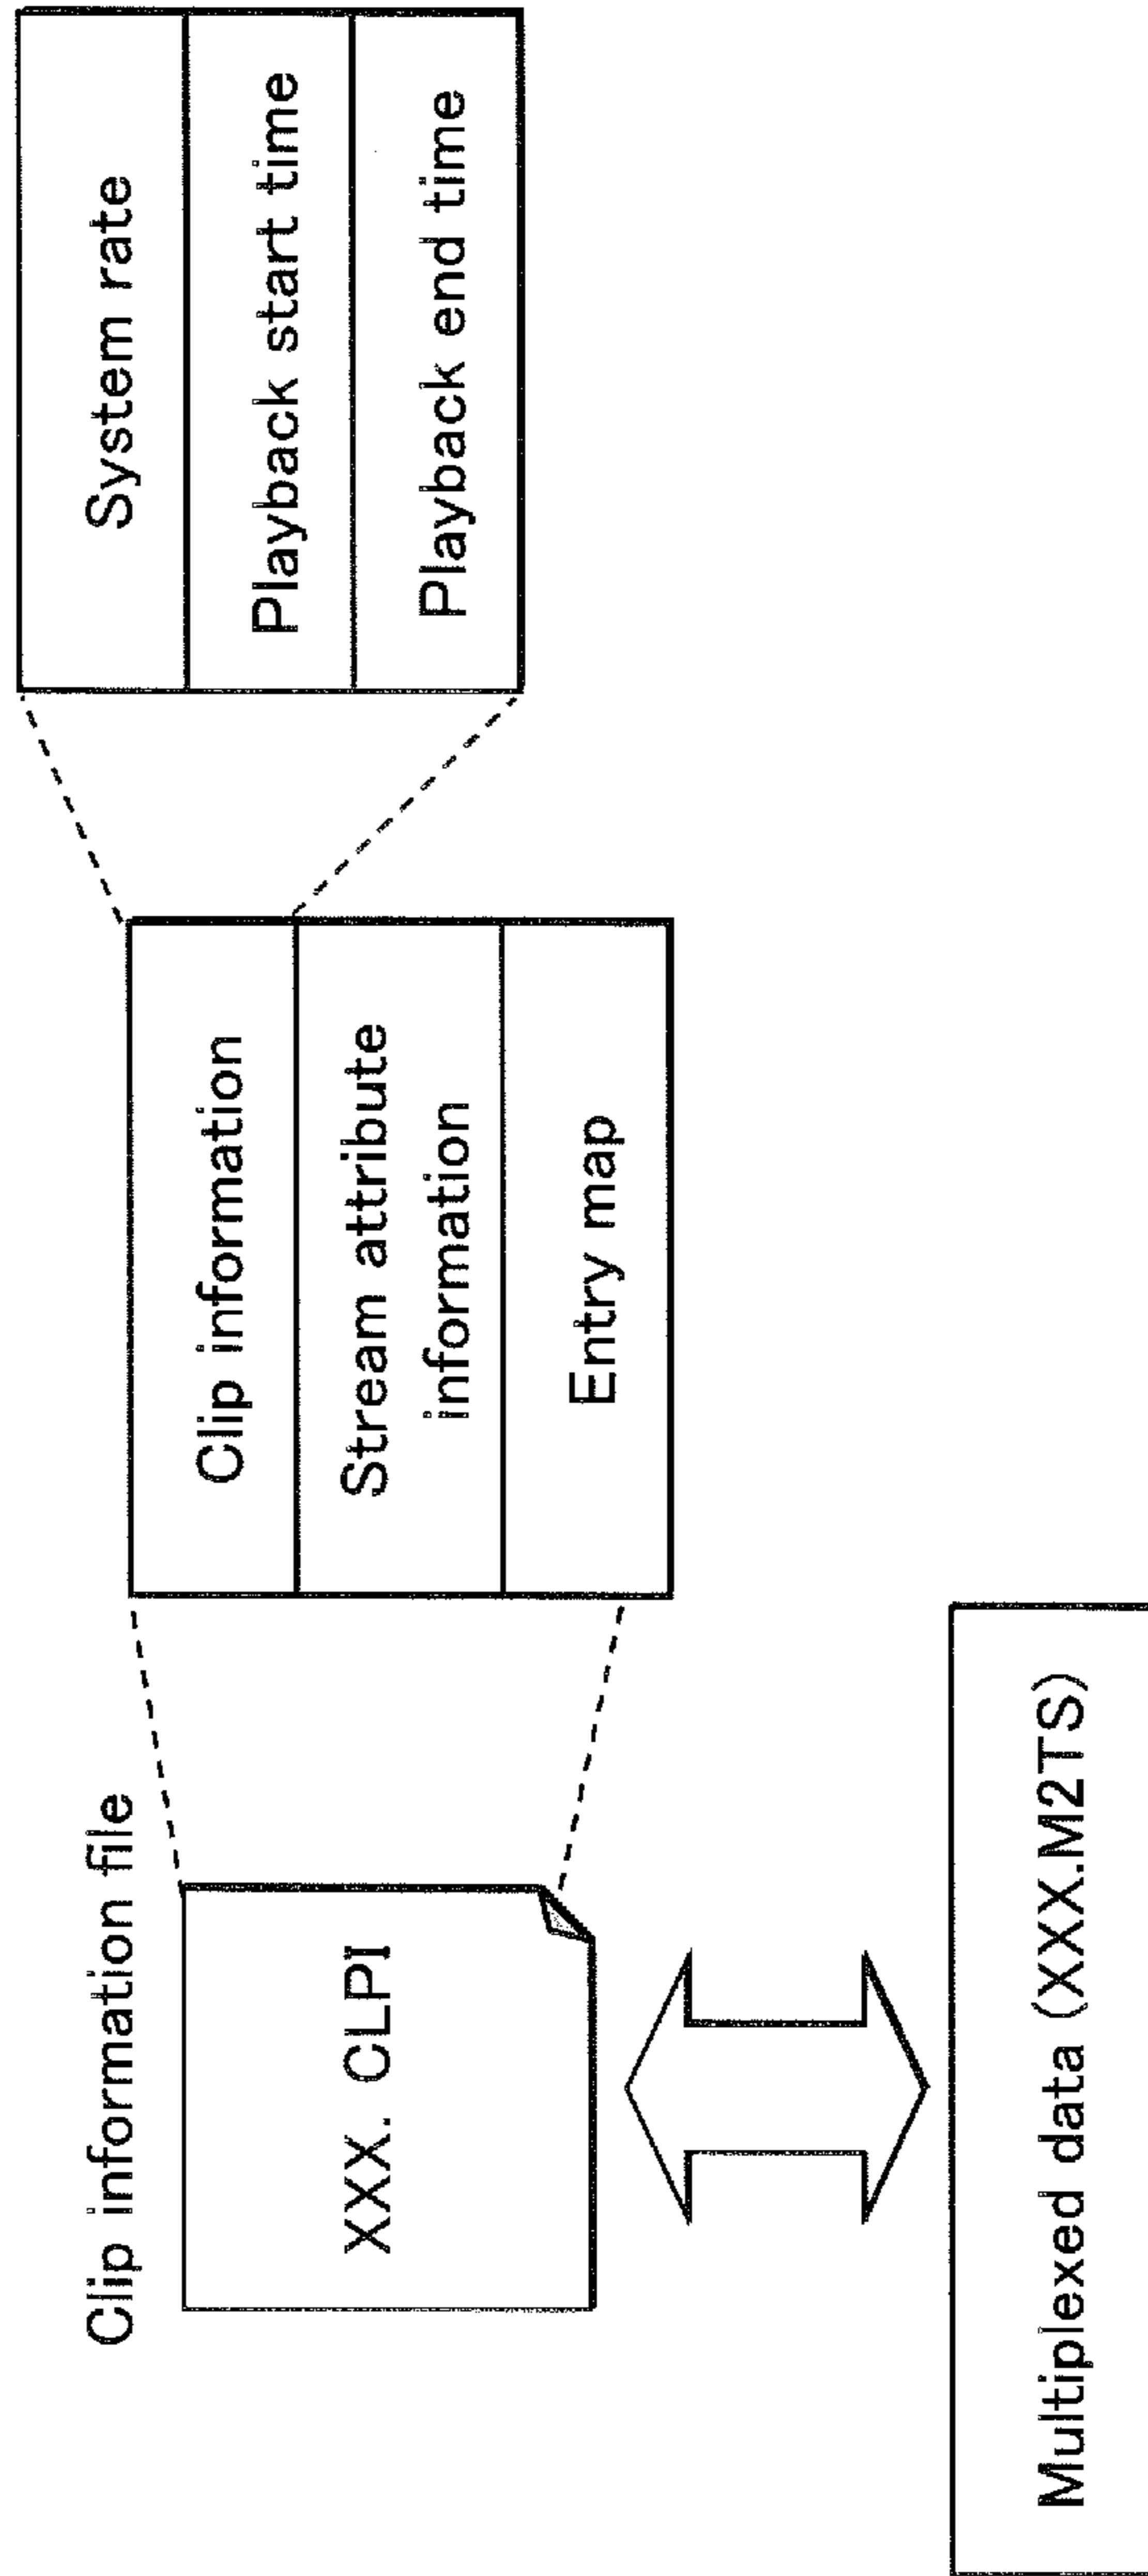 Clip information file
XXX. CLPI
Multiplexed data (XXX.M2TS)
Clip information
Stream attribute
information
Entry map
System rate
Playback start time
Playback end time